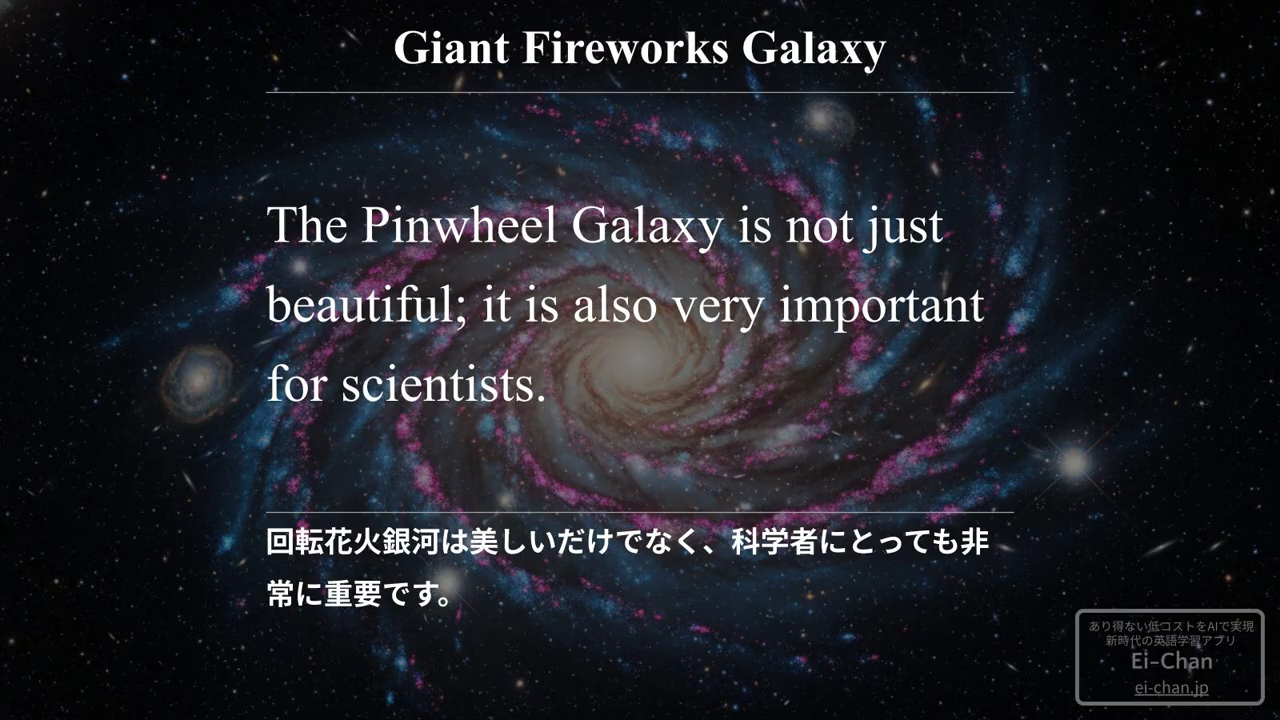 Giant Fireworks Galaxy
The Pinwheel Galaxy is not just
beautiful; it is also very important
for scientists.
回転花火銀河は美しいだけでなく、科学者にとっても非
常に重要です。
あり得ない低コストをAIで実現
新時代の英語学習アプリ
Ei-Chan
ei-chan.jp